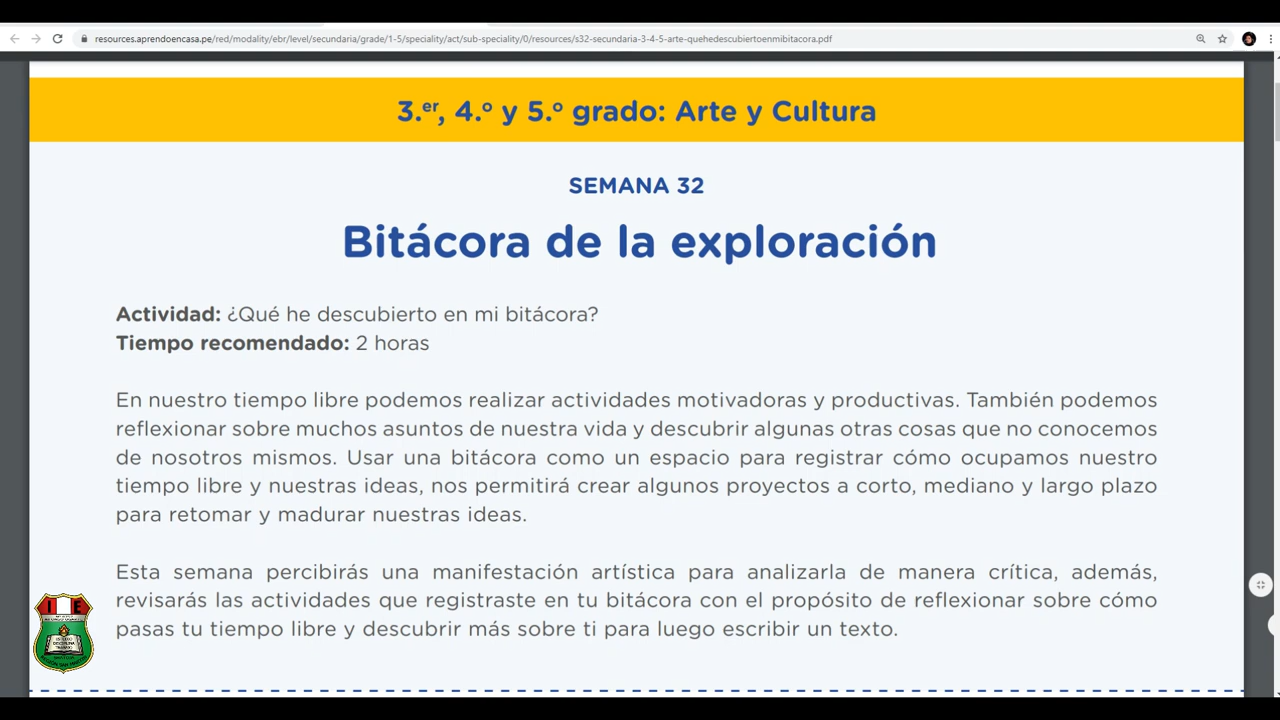 resources.aprendoencasa.pe/red/modality/ebr/level/secundaria/grade/1-5/speciality/act/sub-speciality/0/resources/s32-secundaria-3-4-5-arte-quehedescubiertoenmibitacora.pdf
3.er, 4.o y 5.o grado: Arte y Cultura
SEMANA 32
Bitácora de la exploración
Actividad: ¿Qué he descubierto en mi bitácora?
Tiempo recomendado: 2 horas
En nuestro tiempo libre podemos realizar actividades motivadoras y productivas. También podemos
reflexionar sobre muchos asuntos de nuestra vida y descubrir algunas otras cosas que no conocemos
de nosotros mismos. Usar una bitácora como un espacio para registrar cómo ocupamos nuestro
tiempo libre y nuestras ideas, nos permitirá crear algunos proyectos a corto, mediano y largo plazo
para retomar y madurar nuestras ideas.
Esta semana percibirás una manifestación artística para analizarla de manera crítica, además,
revisarás las actividades que registraste en tu bitácora con el propósito de reflexionar sobre cómo
pasas tu tiempo libre y descubrir más sobre ti para luego escribir un texto.
I E